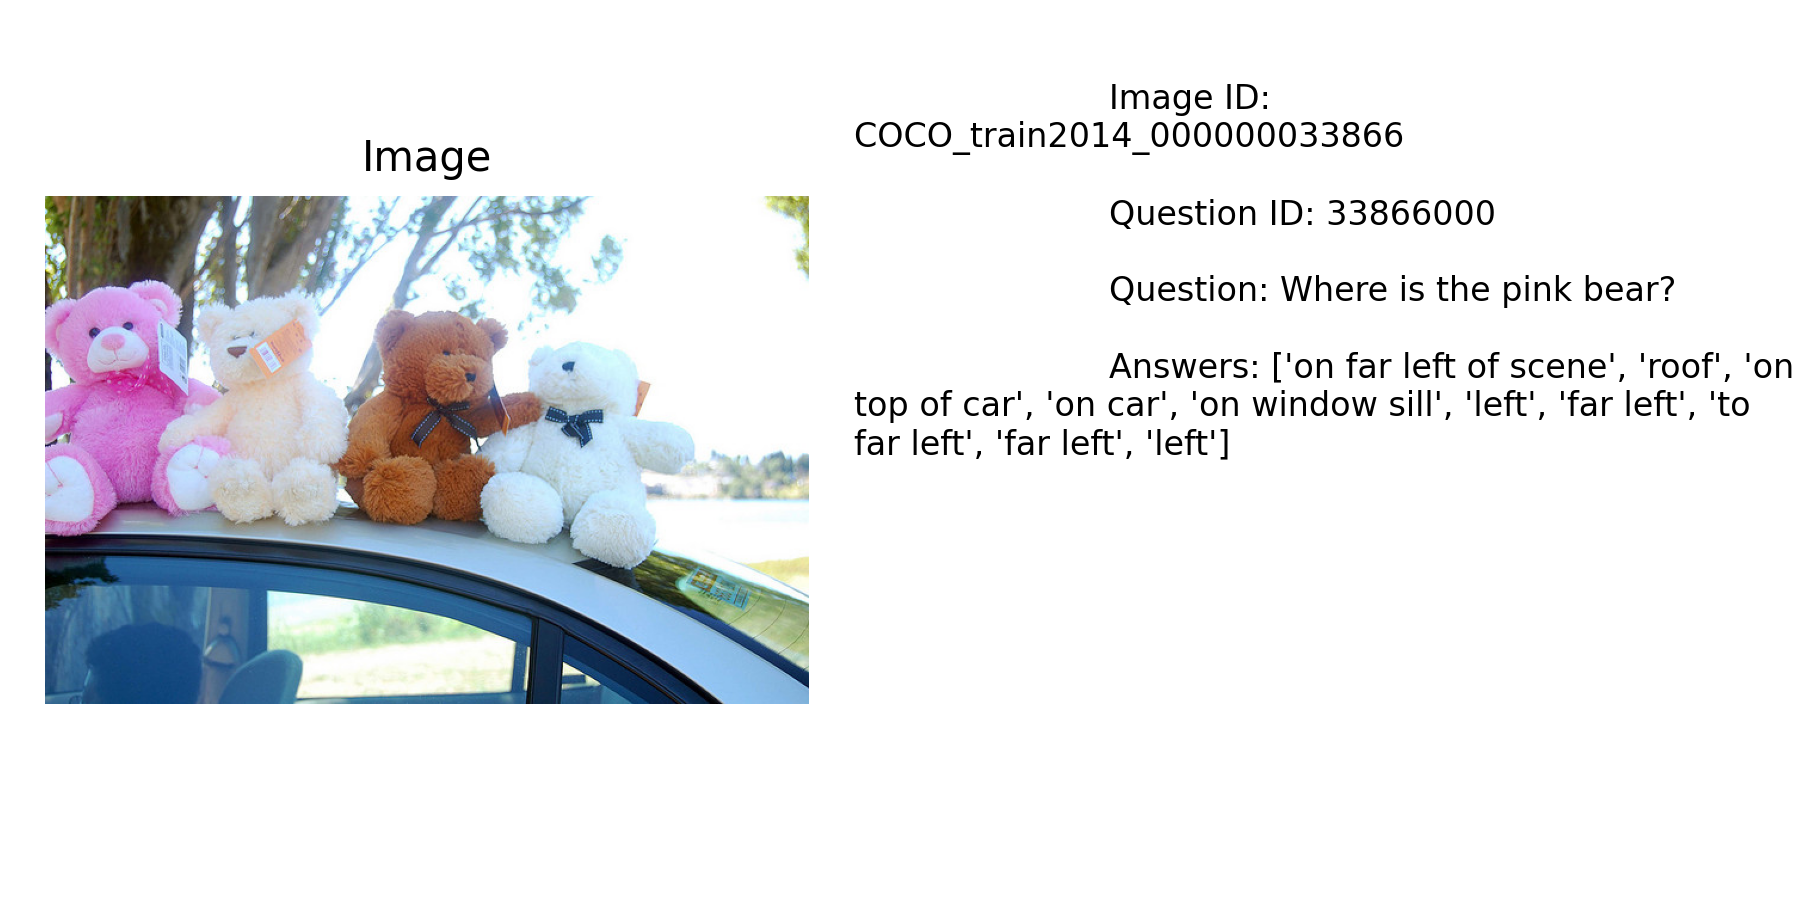 Image
Image ID:
COCO_train2014_000000033866
Question ID: 33866000
Question: Where is the pink bear?
Answers: ['on far left of scene', 'roof', 'on
top of car', 'on car', 'on window sill', 'left', 'far left', 'to
far left', 'far left', 'left']